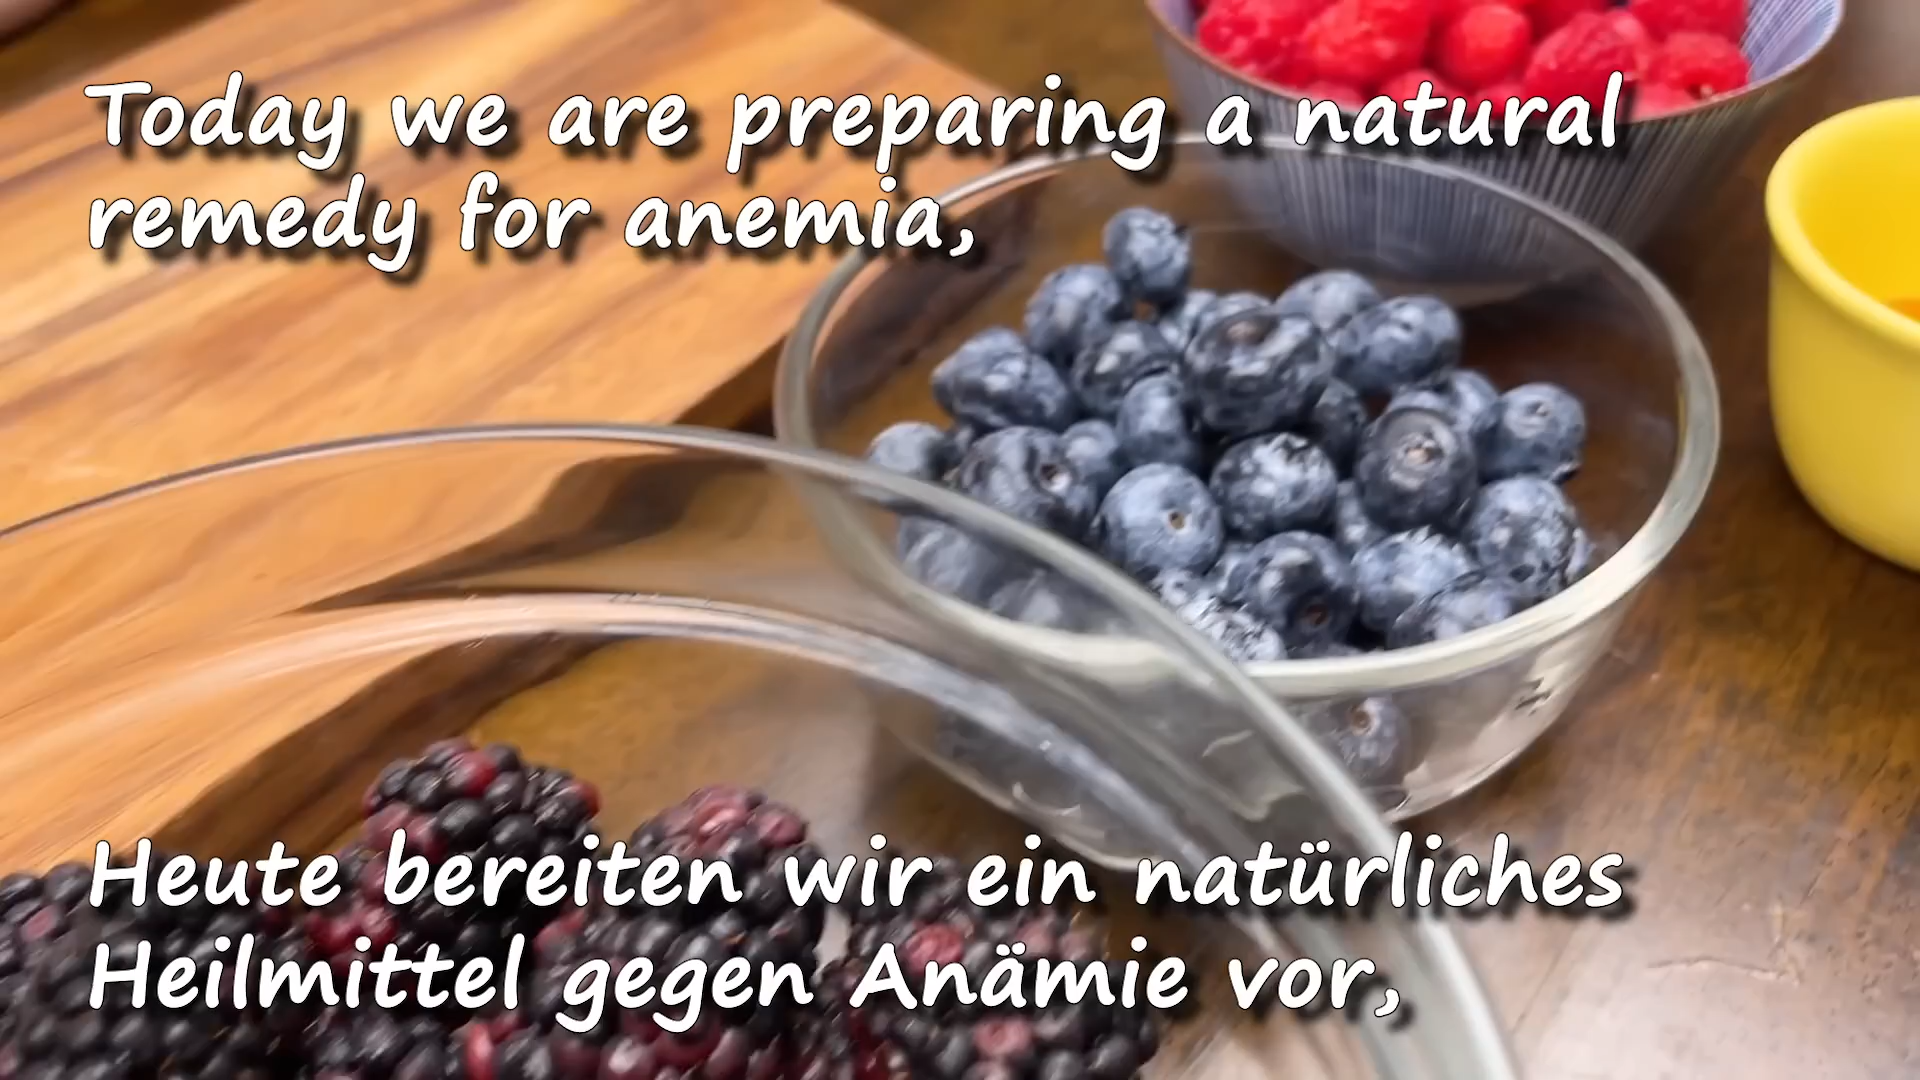 Today we are preparing a natural
remedy for anemia,
Heute bereiten wir ein natürliches
Heilmittel gegen Anämie vor,